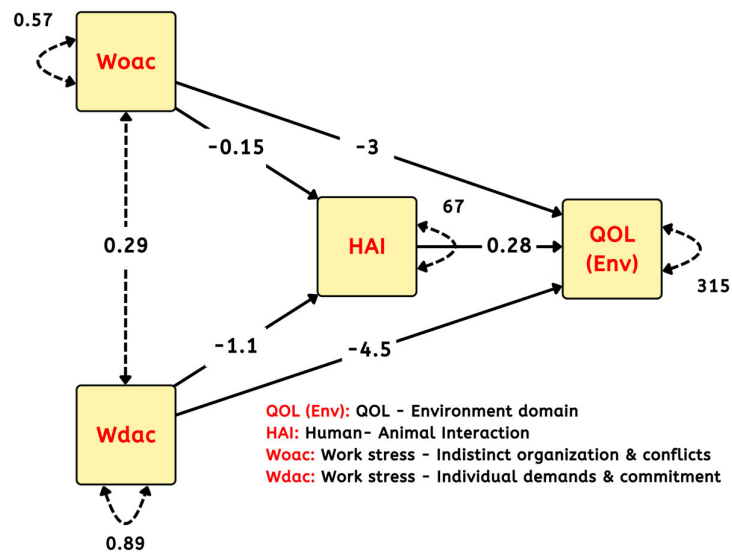 0.57
Woac
-0.15
-3
67
HAI
0.28
QOL
(Env)
315
0.29
-1.1
-4.5
Wdac
0.89
QOL (Env): QOL - Environment domain
HAI: Human- Animal Interaction
Woac: Work stress - Indistinct organization & conflicts
Wdac: Work stress - Individual demands & commitment